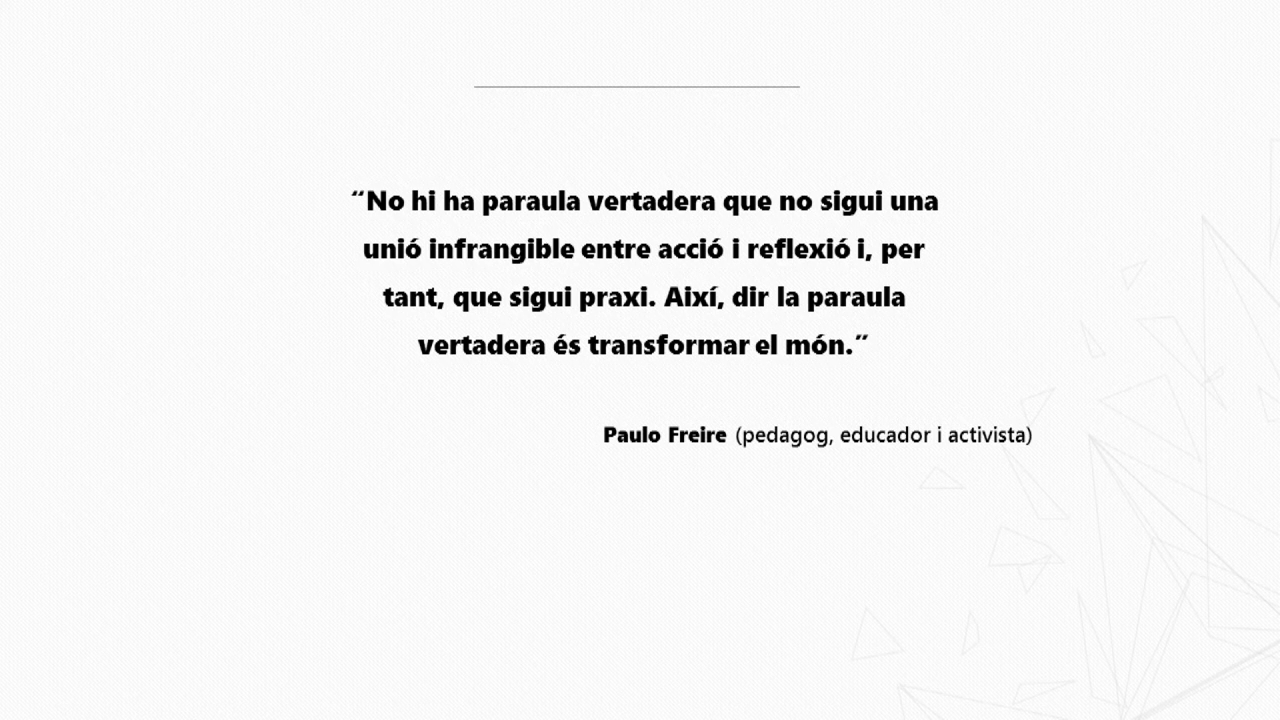 “No hi ha paraula vertadera que no sigui una
unió infrangible entre acció i reflexió i, per
tant, que sigui praxi. Així, dir la paraula
vertadera és transformar el món.”
Paulo Freire (pedagog, educador i activista)